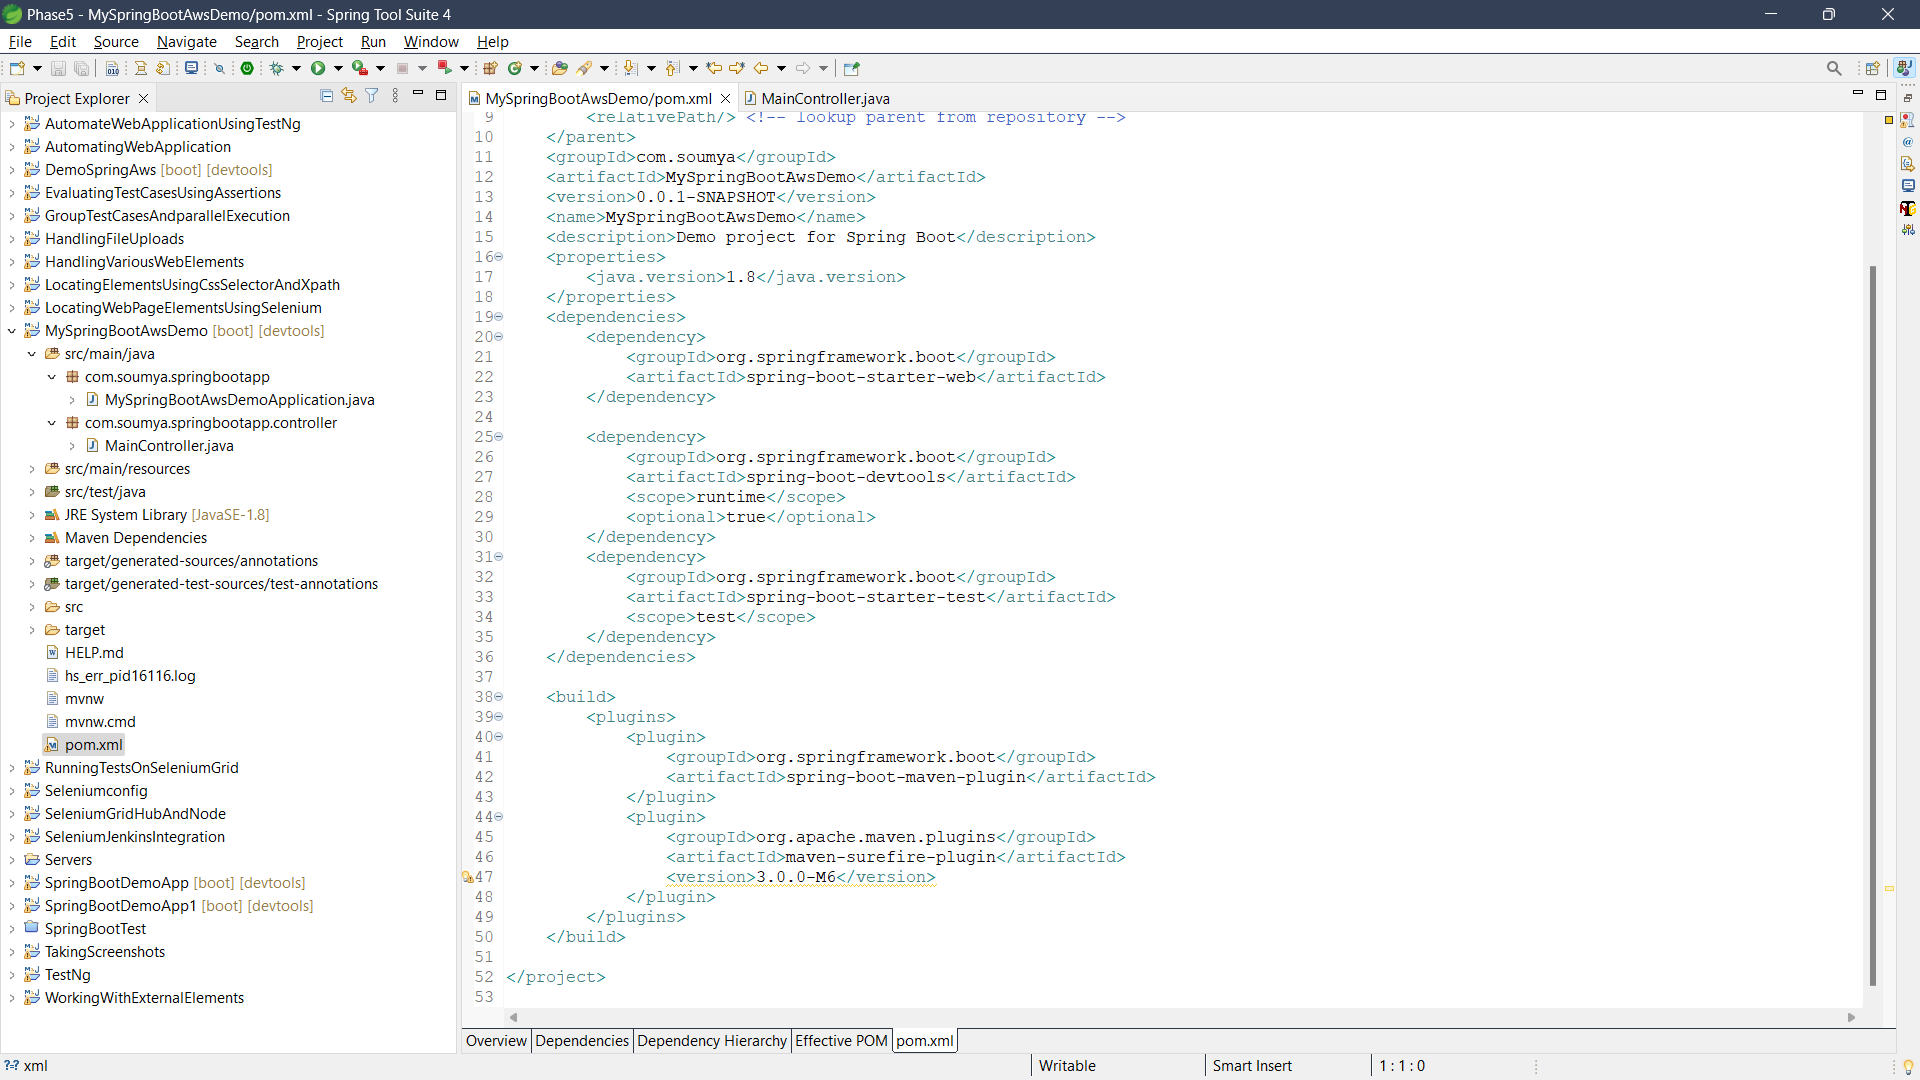 Phase5 - MySpringBootAwsDemo/pom.xml - Spring Tool Suite 4
File Edit Source Navigate Search Project Run Window Help
Project Explorer
AutomateWebApplicationUsingTestNg
AutomatingWebApplication
DemoSpringAws [boot] [devtools]
EvaluatingTestCasesUsingAssertions
GroupTestCasesAndparallelExecution
HandlingFileUploads
HandlingVariousWebElements
LocatingElementsUsingCssSelectorAndXpath
LocatingWebPageElementsUsingSelenium
MySpringBootAwsDemo [boot] [devtools]
src/main/java
com.soumya.springbootapp
MySpringBootAwsDemoApplication.java
com.soumya.springbootapp.controller
MainController.java
src/main/resources
src/test/java
JRE System Library [JavaSE-1.8]
Maven Dependencies
target/generated-sources/annotations
target/generated-test-sources/test-annotations
src
target
HELP.md
hs_err_pid16116.log
mvnw
mvnw.cmd
pom.xml
RunningTestsOnSeleniumGrid
Seleniumconfig
SeleniumGridHubAndNode
SeleniumJenkinsIntegration
Servers
SpringBootDemoApp [boot] [devtools]
SpringBootDemoApp1 [boot] [devtools]
SpringBootTest
TakingScreenshots
TestNg
WorkingWithExternalElements
MySpringBootAwsDemo/pom.xml MainController.java
9 <relativePath/> <!-- lookup parent from repository -->
10 </parent>
11 <groupId>com.soumya</groupId>
12 <artifactId>MySpringBootAwsDemo</artifactId>
13 <version>0.0.1-SNAPSHOT</version>
14 <name>MySpringBootAwsDemo</name>
15 <description>Demo project for Spring Boot</description>
16 <properties>
17 <java.version>1.8</java.version>
18 </properties>
19 <dependencies>
20 <dependency>
21 <groupId>org.springframework.boot</groupId>
22 <artifactId>spring-boot-starter-web</artifactId>
23 </dependency>
24
25 <dependency>
26 <groupId>org.springframework.boot</groupId>
27 <artifactId>spring-boot-devtools</artifactId>
28 <scope>runtime</scope>
29 <optional>true</optional>
30 </dependency>
31 <dependency>
32 <groupId>org.springframework.boot</groupId>
33 <artifactId>spring-boot-starter-test</artifactId>
34 <scope>test</scope>
35 </dependency>
36 </dependencies>
37
38 <build>
39 <plugins>
40 <plugin>
41 <groupId>org.springframework.boot</groupId>
42 <artifactId>spring-boot-maven-plugin</artifactId>
43 </plugin>
44 <plugin>
45 <groupId>org.apache.maven.plugins</groupId>
46 <artifactId>maven-surefire-plugin</artifactId>
47 <version>3.0.0-M6</version>
48 </plugin>
49 </plugins>
50 </build>
51
52 </project>
53
Overview Dependencies Dependency Hierarchy Effective POM pom.xml
xml Writable Smart Insert 1 : 1 : 0